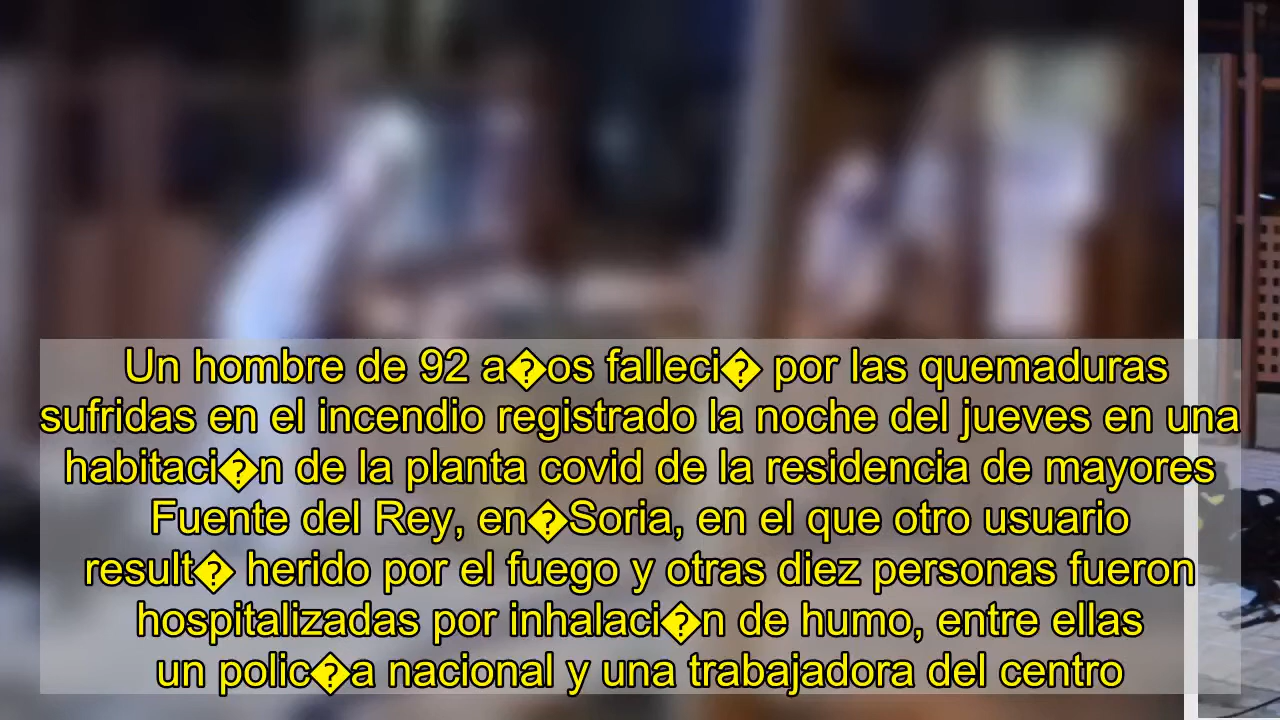 Un hombre de 92 a�os falleci� por las quemaduras
sufridas en el incendio registrado la noche del jueves en una
habitaci�n de la planta covid de la residencia de mayores
Fuente del Rey, en�Soria, en el que otro usuario
result� herido por el fuego y otras diez personas fueron
hospitalizadas por inhalaci�n de humo, entre ellas
un polic�a nacional y una trabajadora del centro